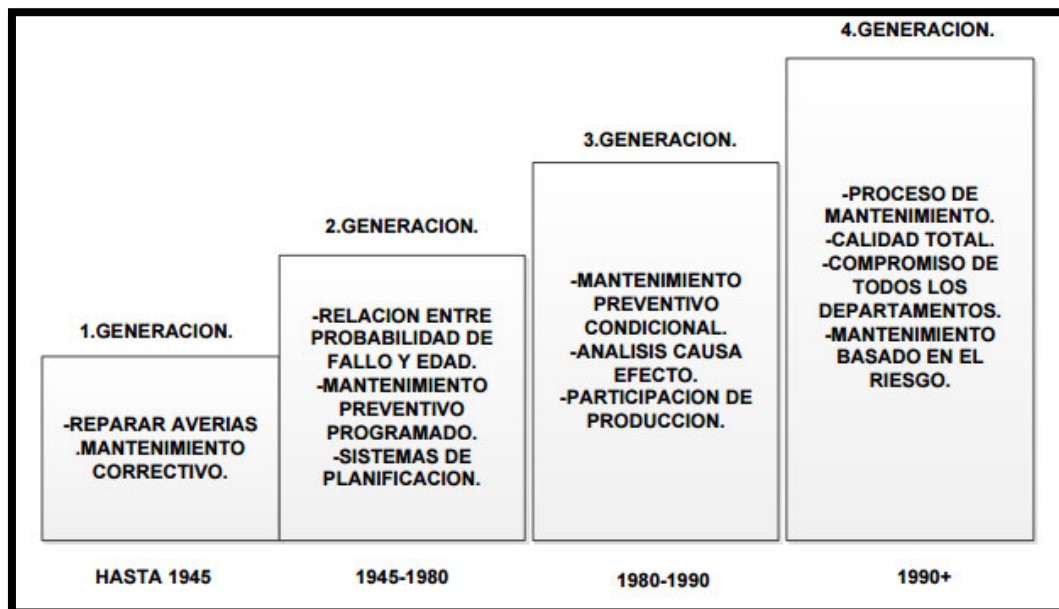 1.GENERACION.
-REPARAR AVERIAS
.MANTENIMIENTO
CORRECTIVO.
HASTA 1945
2.GENERACION.
-RELACION ENTRE
PROBABILIDAD DE
FALLO Y EDAD.
-MANTENIMIENTO
PREVENTIVO
PROGRAMADO.
-SISTEMAS DE
PLANIFICACION.
1945-1980
3.GENERACION.
-MANTENIMIENTO
PREVENTIVO
CONDICIONAL.
-ANALISIS CAUSA
EFECTO.
-PARTICIPACION DE
PRODUCCION.
1980-1990
4.GENERACION.
-PROCESO DE
MANTENIMIENTO.
-CALIDAD TOTAL.
-COMPROMISO DE
TODOS LOS
DEPARTAMENTOS.
-MANTENIMIENTO
BASADO EN EL
RIESGO.
1990+